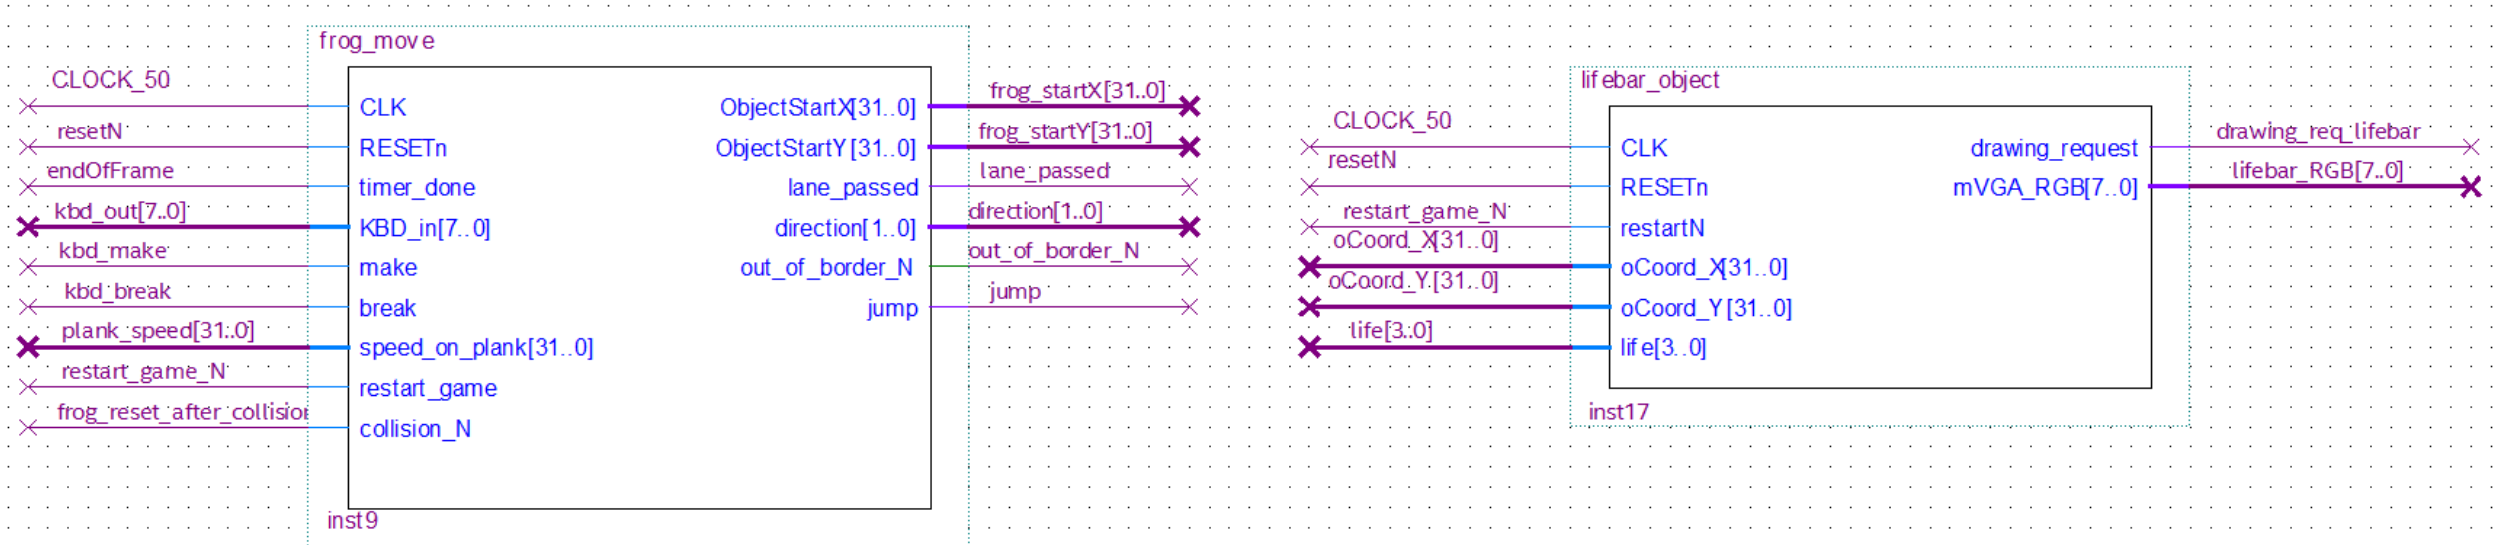 frog_move
CLOCK_50
resetN
endOfFrame
kbd_out[7..0]
kbd_make
kbd_break
plank_speed[31..0]
restart_game_N
frog_reset_after_collision
CLK
RESETn
timer_done
KBD_in[7..0]
make
break
speed_on_plank[31..0]
restart_game
collision_N
ObjectStartX[31..0]
ObjectStartY[31..0]
lane_passed
direction[1..0]
out_of_border_N
jump
frog_startX[31..0]
frog_startY[31..0]
lane_passed
direction[1..0]
out_of_border_N
jump
inst9
lifebar_object
CLOCK_50
resetN
restart_game_N
oCoord_X[31..0]
oCoord_Y[31..0]
life[3..0]
CLK
RESETn
restartN
oCoord_X[31..0]
oCoord_Y[31..0]
life[3..0]
drawing_request
mVGA_RGB[7..0]
drawing_req_lifebar
lifebar_RGB[7..0]
inst17